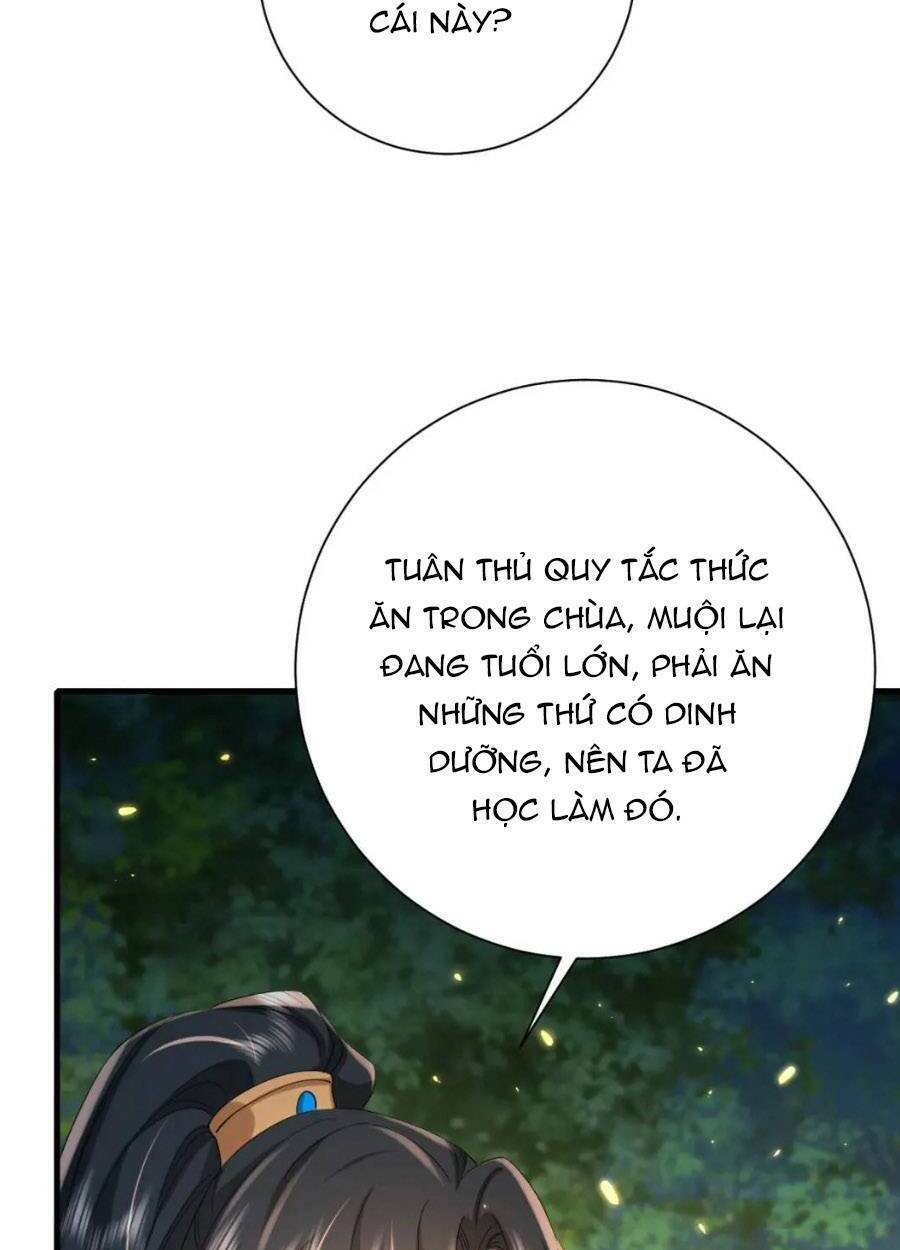 CÁI NÀY?
TUÂN THỦ QUY TẮC THỨC
ĂN TRONG CHÙA, MUỘI LẠI
ĐANG TUỔI LỚN, PHẢI ĂN
NHỮNG THỨ CÓ DINH
DƯỠNG, NÊN TA ĐÃ
HỌC LÀM ĐÓ.